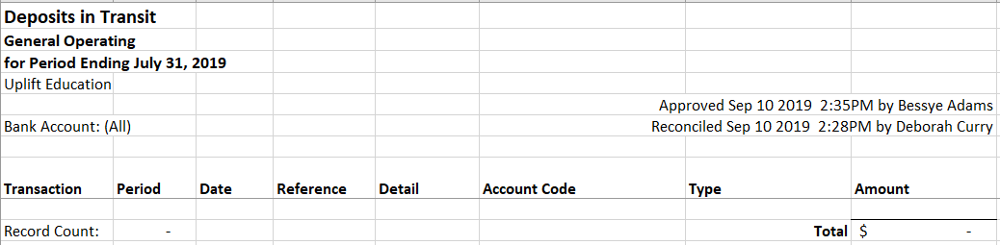 Deposits in Transit
General Operating
for Period Ending July 31, 2019
Uplift Education
Approved Sep 10 2019  2:35PM by Bessye Adams
Bank Account: (All) Reconciled Sep 10 2019  2:28PM by Deborah Curry
Transaction Period Date Reference Detail Account Code Type Amount
Record Count: - Total $ -